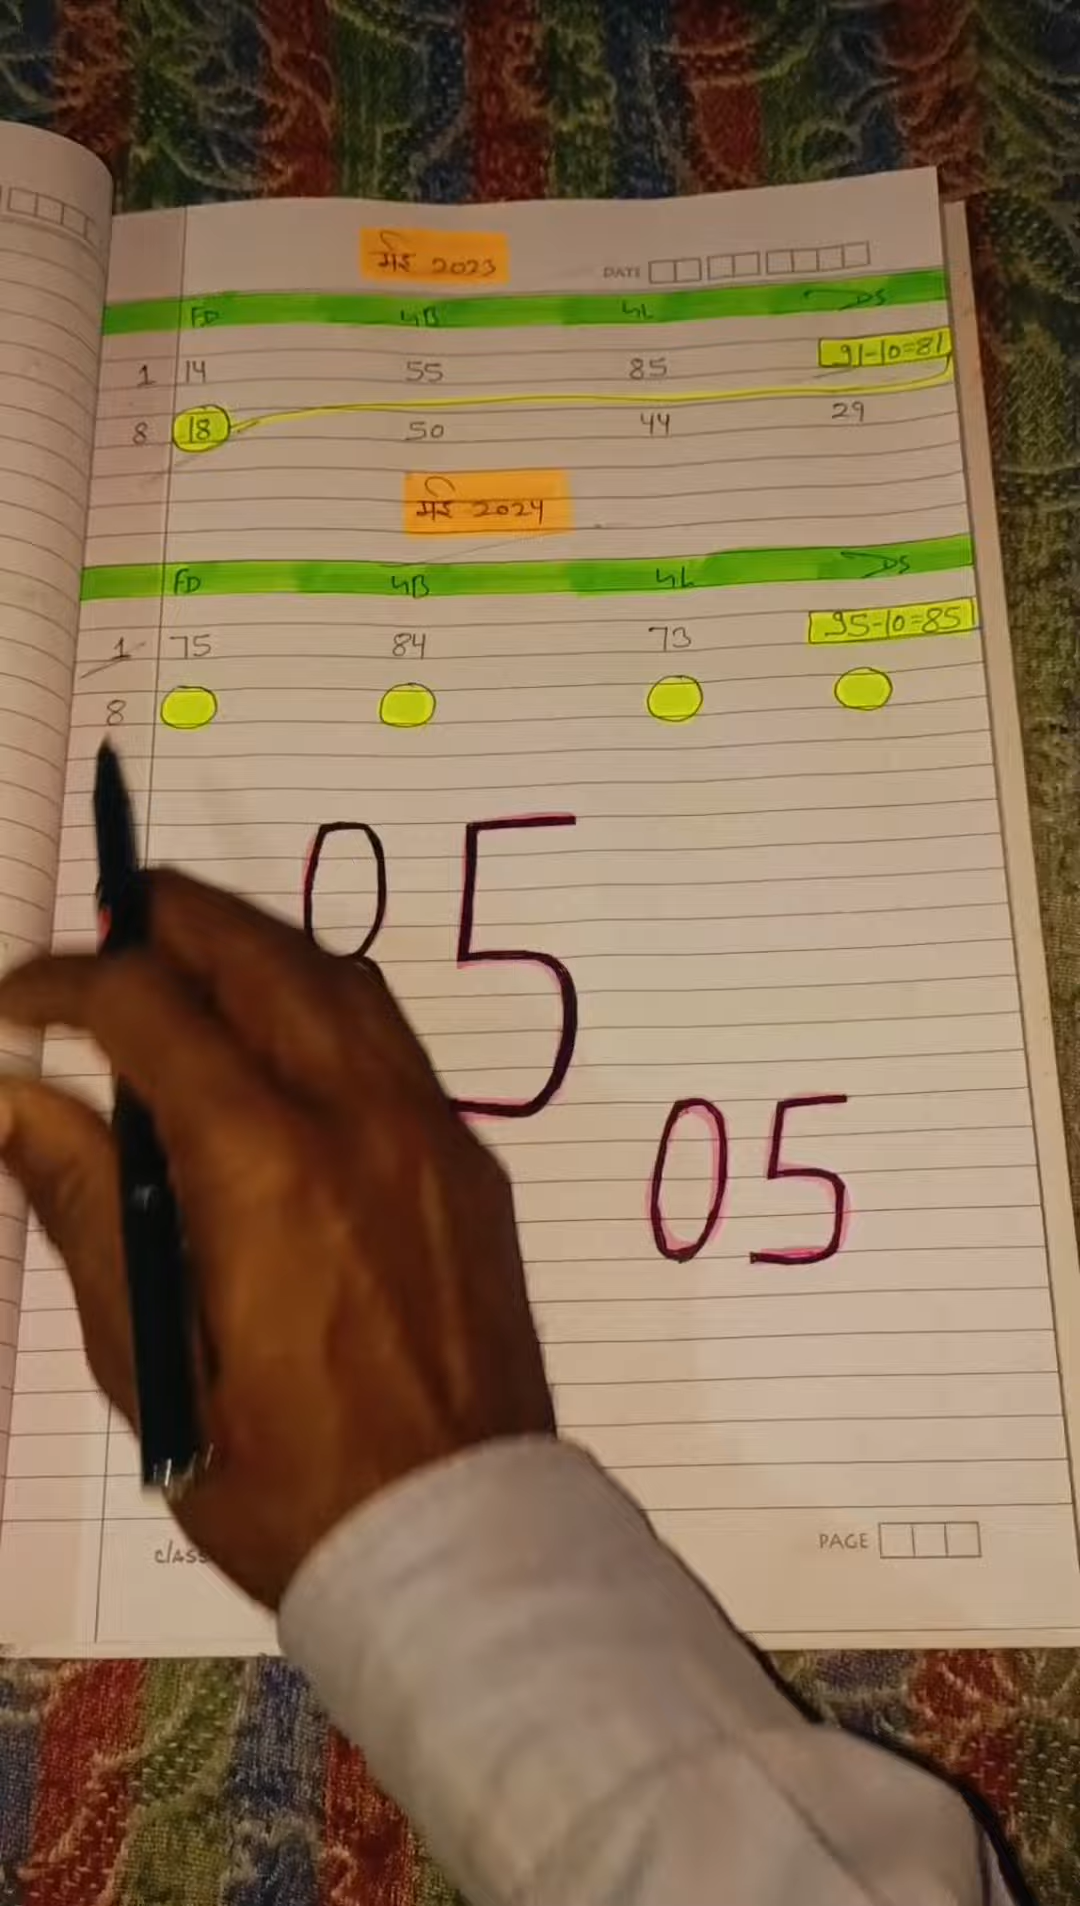 मई 2023
DATE
FD GB GL DS
1 14 55 85 91-10=81
8 18 50 44 29
मई 2024
FD GB GL DS
1 75 84 73 95-10=85
8
85
05
PAGE